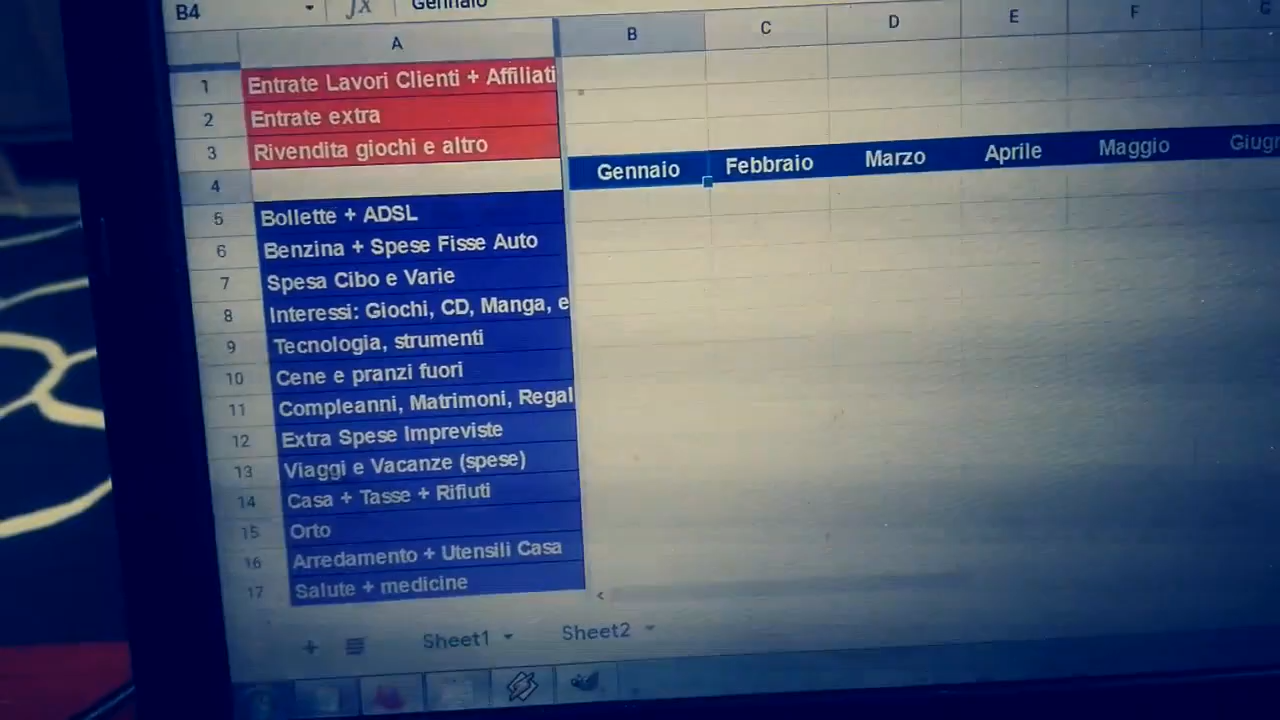 B4
fx
Gennaio
A B C D E F G
1 Entrate Lavori Clienti + Affiliati
2 Entrate extra
3 Rivendita giochi e altro
4 Gennaio Febbraio Marzo Aprile Maggio Giugn
5 Bollette + ADSL
6 Benzina + Spese Fisse Auto
7 Spesa Cibo e Varie
8 Interessi: Giochi, CD, Manga, e
9 Tecnologia, strumenti
10 Cene e pranzi fuori
11 Compleanni, Matrimoni, Regal
12 Extra Spese Impreviste
13 Viaggi e Vacanze (spese)
14 Casa + Tasse + Rifiuti
15 Orto
16 Arredamento + Utensili Casa
17 Salute + medicine
Sheet1 Sheet2